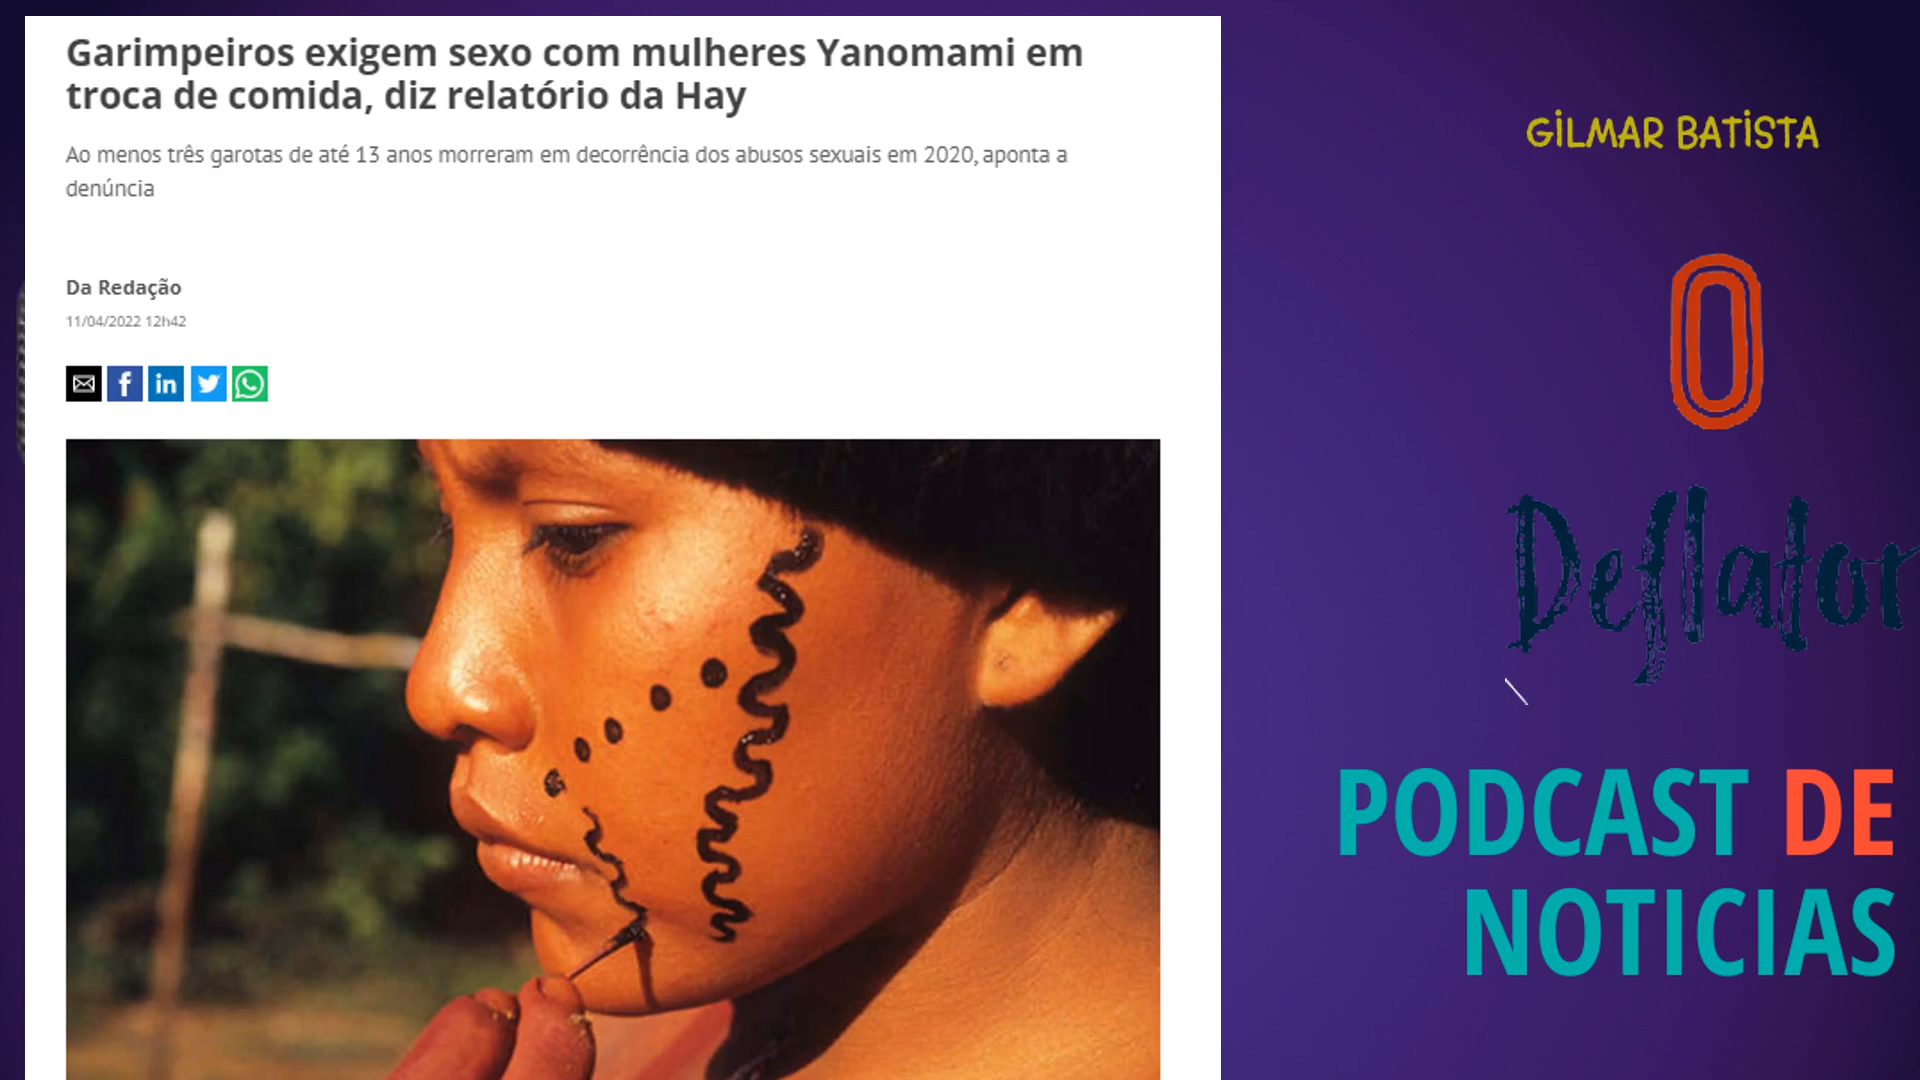 Garimpeiros exigem sexo com mulheres Yanomami em
troca de comida, diz relatório da Hay
Ao menos três garotas de até 13 anos morreram em decorrência dos abusos sexuais em 2020, aponta a
denúncia
Da Redação
11/04/2022 12h42
GiLMAR BATiSTA
O
Deflator
PODCAST DE
NOTICIAS